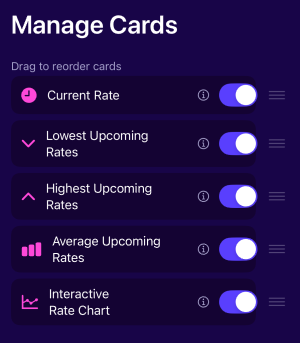 Manage Cards
Drag to reorder cards
Current Rate
Lowest Upcoming
Rates
Highest Upcoming
Rates
Average Upcoming
Rates
Interactive
Rate Chart